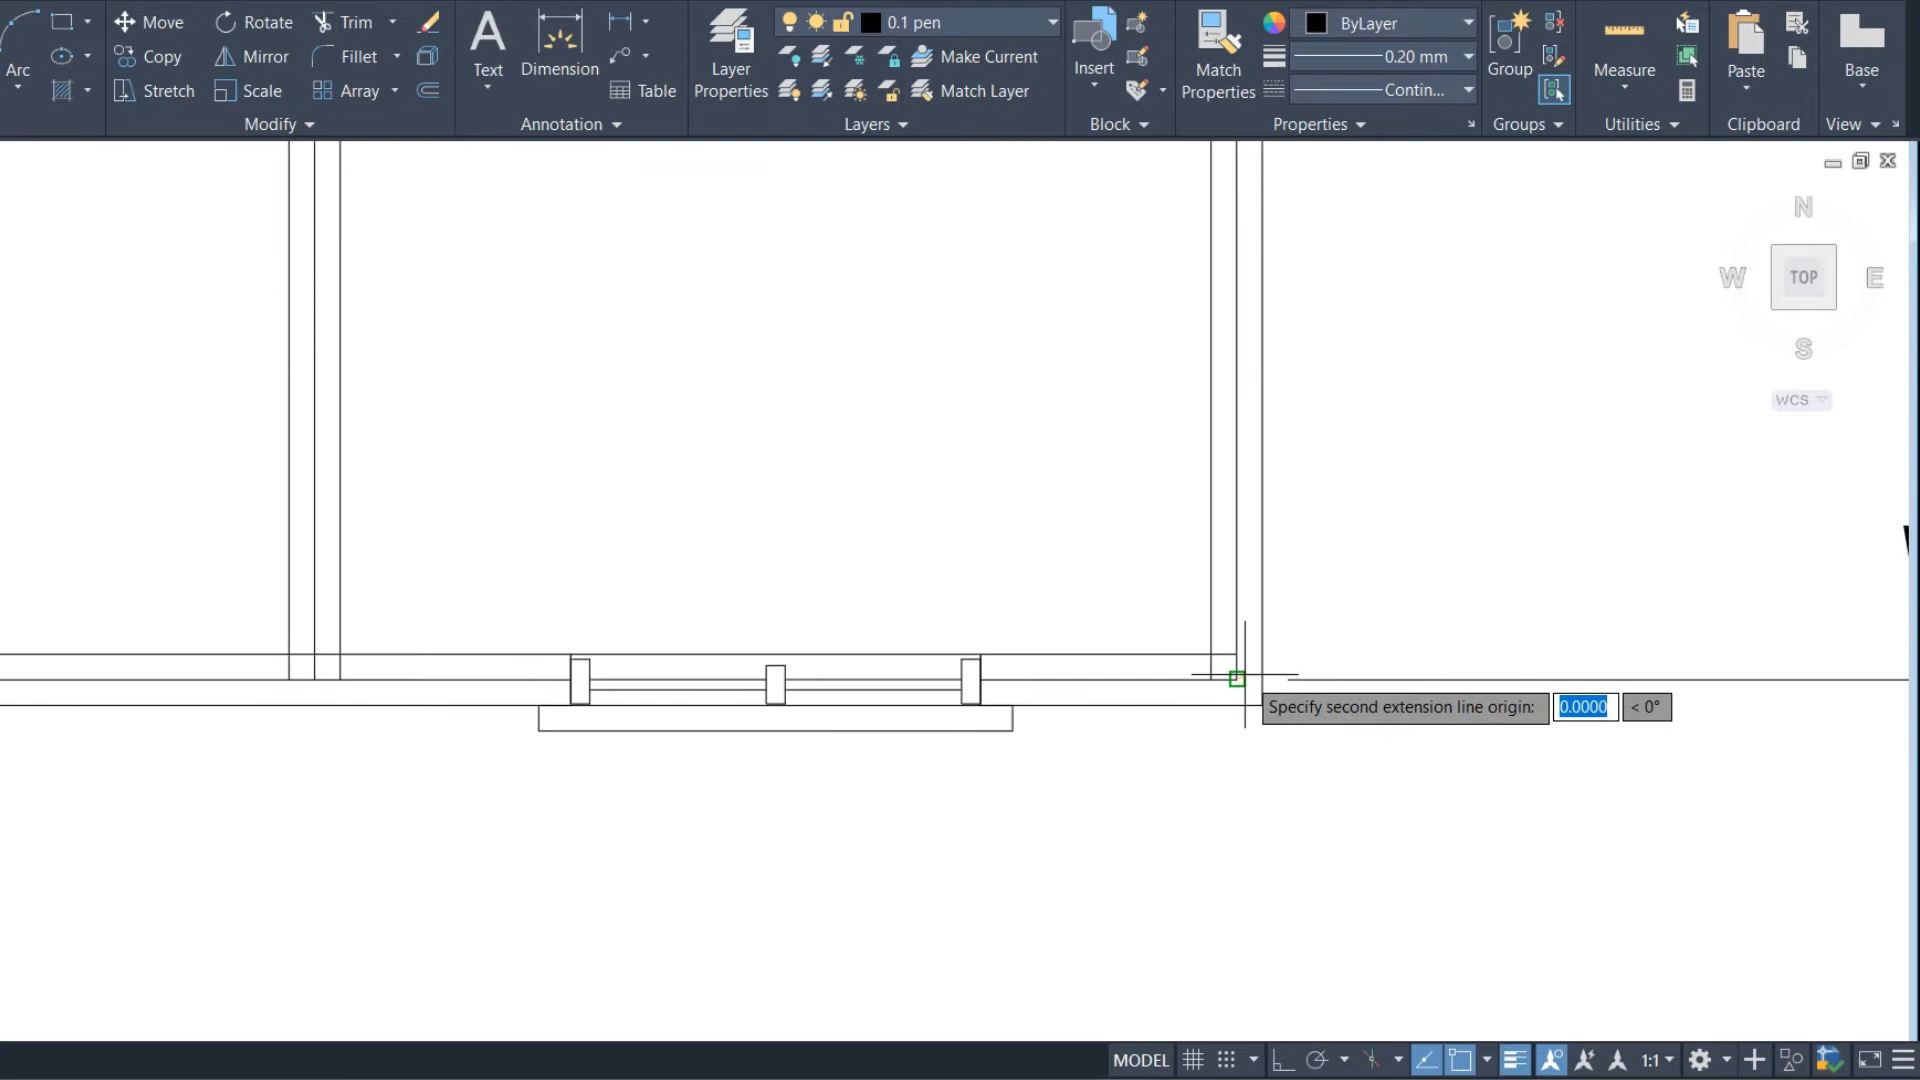 Move
Rotate
Trim
Copy
Mirror
Fillet
Arc
Stretch
Scale
Array
Modify
Text
Dimension
Table
Annotation
Layer
Properties
0.1 pen
Make Current
Match Layer
Layers
Insert
Block
Match
Properties
ByLayer
0.20 mm
Contin...
Properties
Group
Groups
Measure
Utilities
Paste
Clipboard
Base
View
N
W TOP E
S
WCS
Specify second extension line origin: 0.0000 < 0°
MODEL 1:1